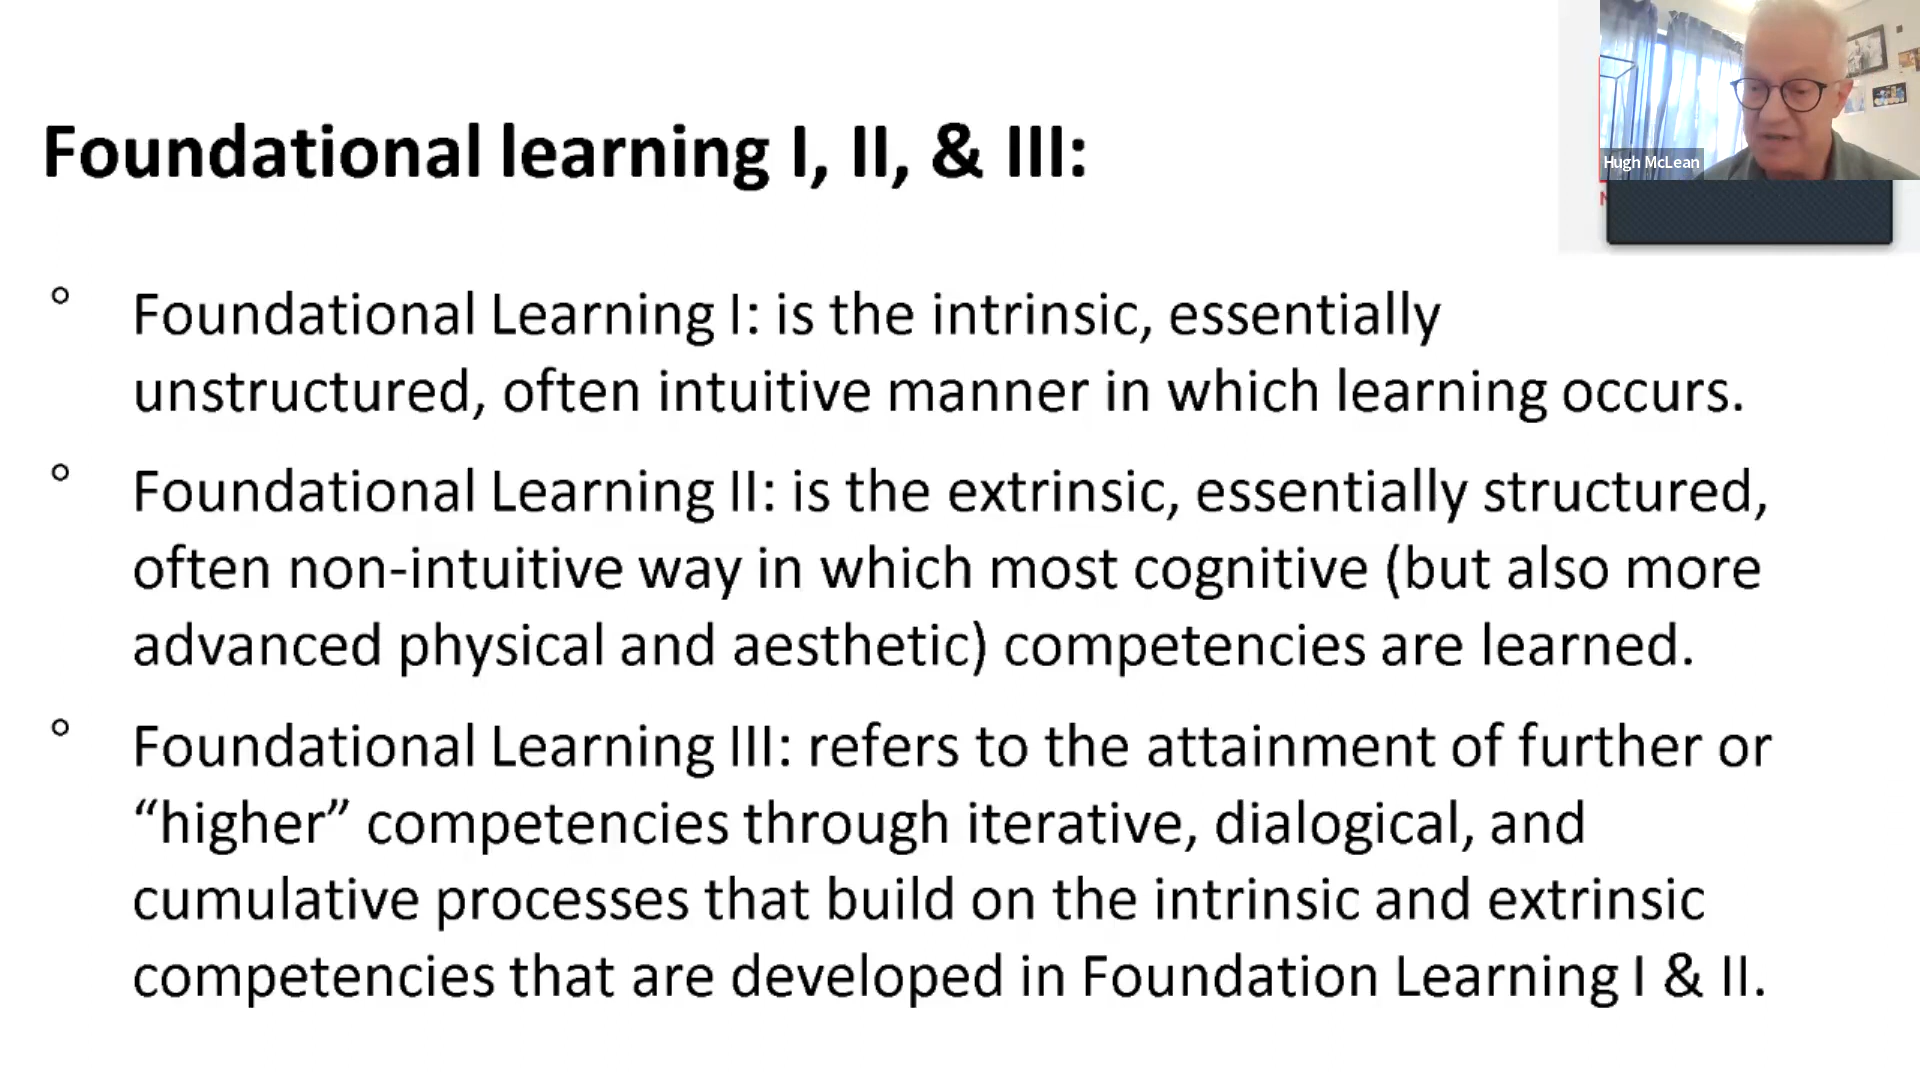 Foundational learning I, II, & III:
Hugh McLean
° Foundational Learning I: is the intrinsic, essentially
unstructured, often intuitive manner in which learning occurs.
° Foundational Learning II: is the extrinsic, essentially structured,
often non-intuitive way in which most cognitive (but also more
advanced physical and aesthetic) competencies are learned.
° Foundational Learning III: refers to the attainment of further or
“higher” competencies through iterative, dialogical, and
cumulative processes that build on the intrinsic and extrinsic
competencies that are developed in Foundation Learning I & II.